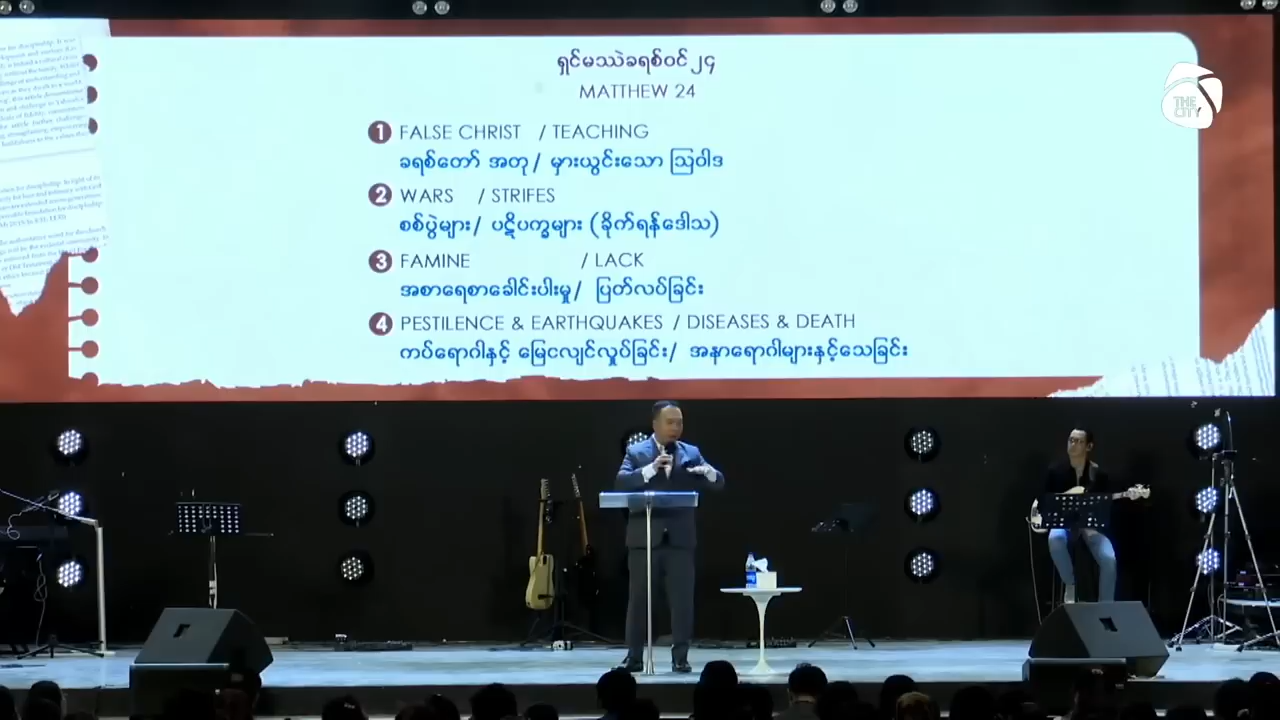 ရှင်မဿဲခရစ်ဝင် ၂၄
MATTHEW 24
1 FALSE CHRIST / TEACHING
ခရစ်တော် အတု / မှားယွင်းသော ဩဝါဒ
2 WARS / STRIFES
စစ်ပွဲများ / ပဋိပက္ခများ (ခိုက်ရန်ဒေါသ)
3 FAMINE / LACK
အစာရေစာခေါင်းပါးမှု / ပြတ်လပ်ခြင်း
4 PESTILENCE & EARTHQUAKES / DISEASES & DEATH
ကပ်ရောဂါနှင့် မြေငလျင်လှုပ်ခြင်း / အနာရောဂါများနှင့်သေခြင်း
THE
CITY